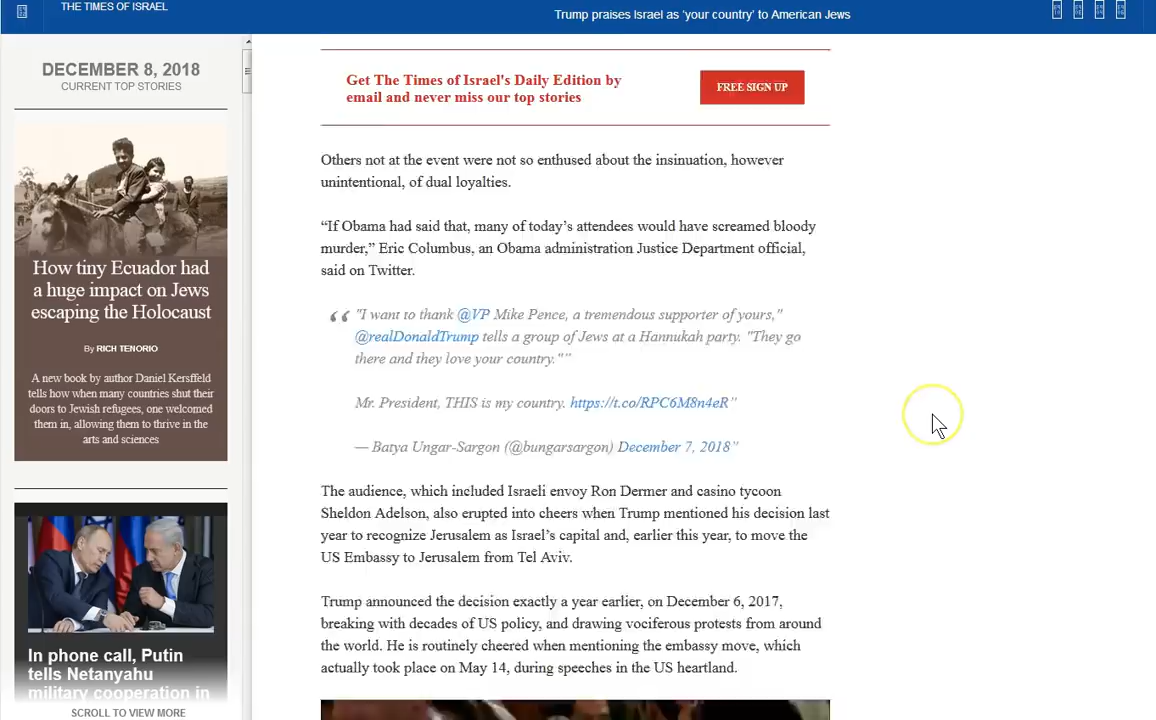 THE TIMES OF ISRAEL
Trump praises Israel as 'your country' to American Jews
DECEMBER 8, 2018
CURRENT TOP STORIES
How tiny Ecuador had
a huge impact on Jews
escaping the Holocaust
By RICH TENORIO
A new book by author Daniel Kersffeld
tells how when many countries shut their
doors to Jewish refugees, one welcomed
them in, allowing them to thrive in the
arts and sciences
In phone call, Putin
tells Netanyahu
military cooperation in
SCROLL TO VIEW MORE
Get The Times of Israel's Daily Edition by
email and never miss our top stories
FREE SIGN UP
Others not at the event were not so enthused about the insinuation, however
unintentional, of dual loyalties.
“If Obama had said that, many of today’s attendees would have screamed bloody
murder,” Eric Columbus, an Obama administration Justice Department official,
said on Twitter.
“ "I want to thank @VP Mike Pence, a tremendous supporter of yours,"
@realDonaldTrump tells a group of Jews at a Hannukah party. "They go
there and they love your country."”
Mr. President, THIS is my country. https://t.co/RPC6M8n4eR”
— Batya Ungar-Sargon (@bungarsargon) December 7, 2018”
The audience, which included Israeli envoy Ron Dermer and casino tycoon
Sheldon Adelson, also erupted into cheers when Trump mentioned his decision last
year to recognize Jerusalem as Israel’s capital and, earlier this year, to move the
US Embassy to Jerusalem from Tel Aviv.
Trump announced the decision exactly a year earlier, on December 6, 2017,
breaking with decades of US policy, and drawing vociferous protests from around
the world. He is routinely cheered when mentioning the embassy move, which
actually took place on May 14, during speeches in the US heartland.